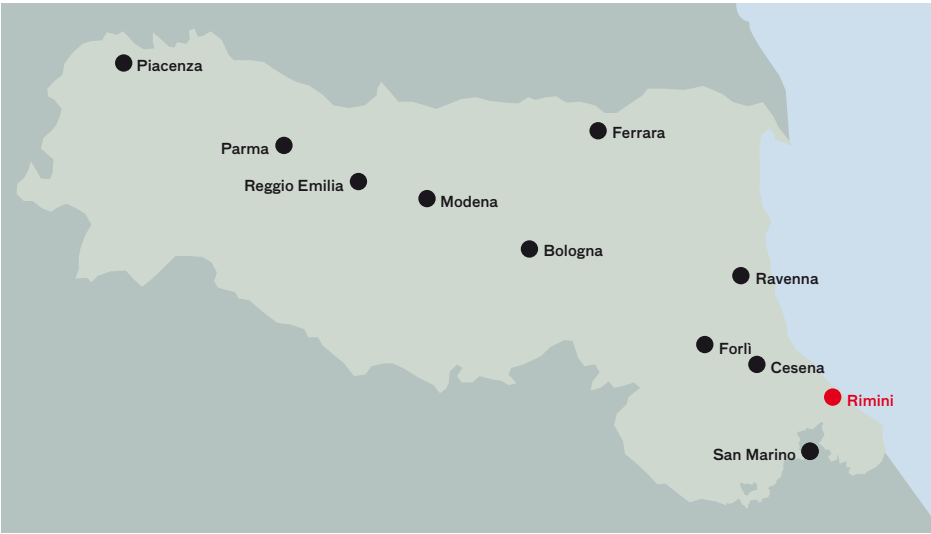 Piacenza
Ferrara
Parma
Reggio Emilia
Modena
Bologna
Ravenna
Forlì
Cesena
Rimini
San Marino